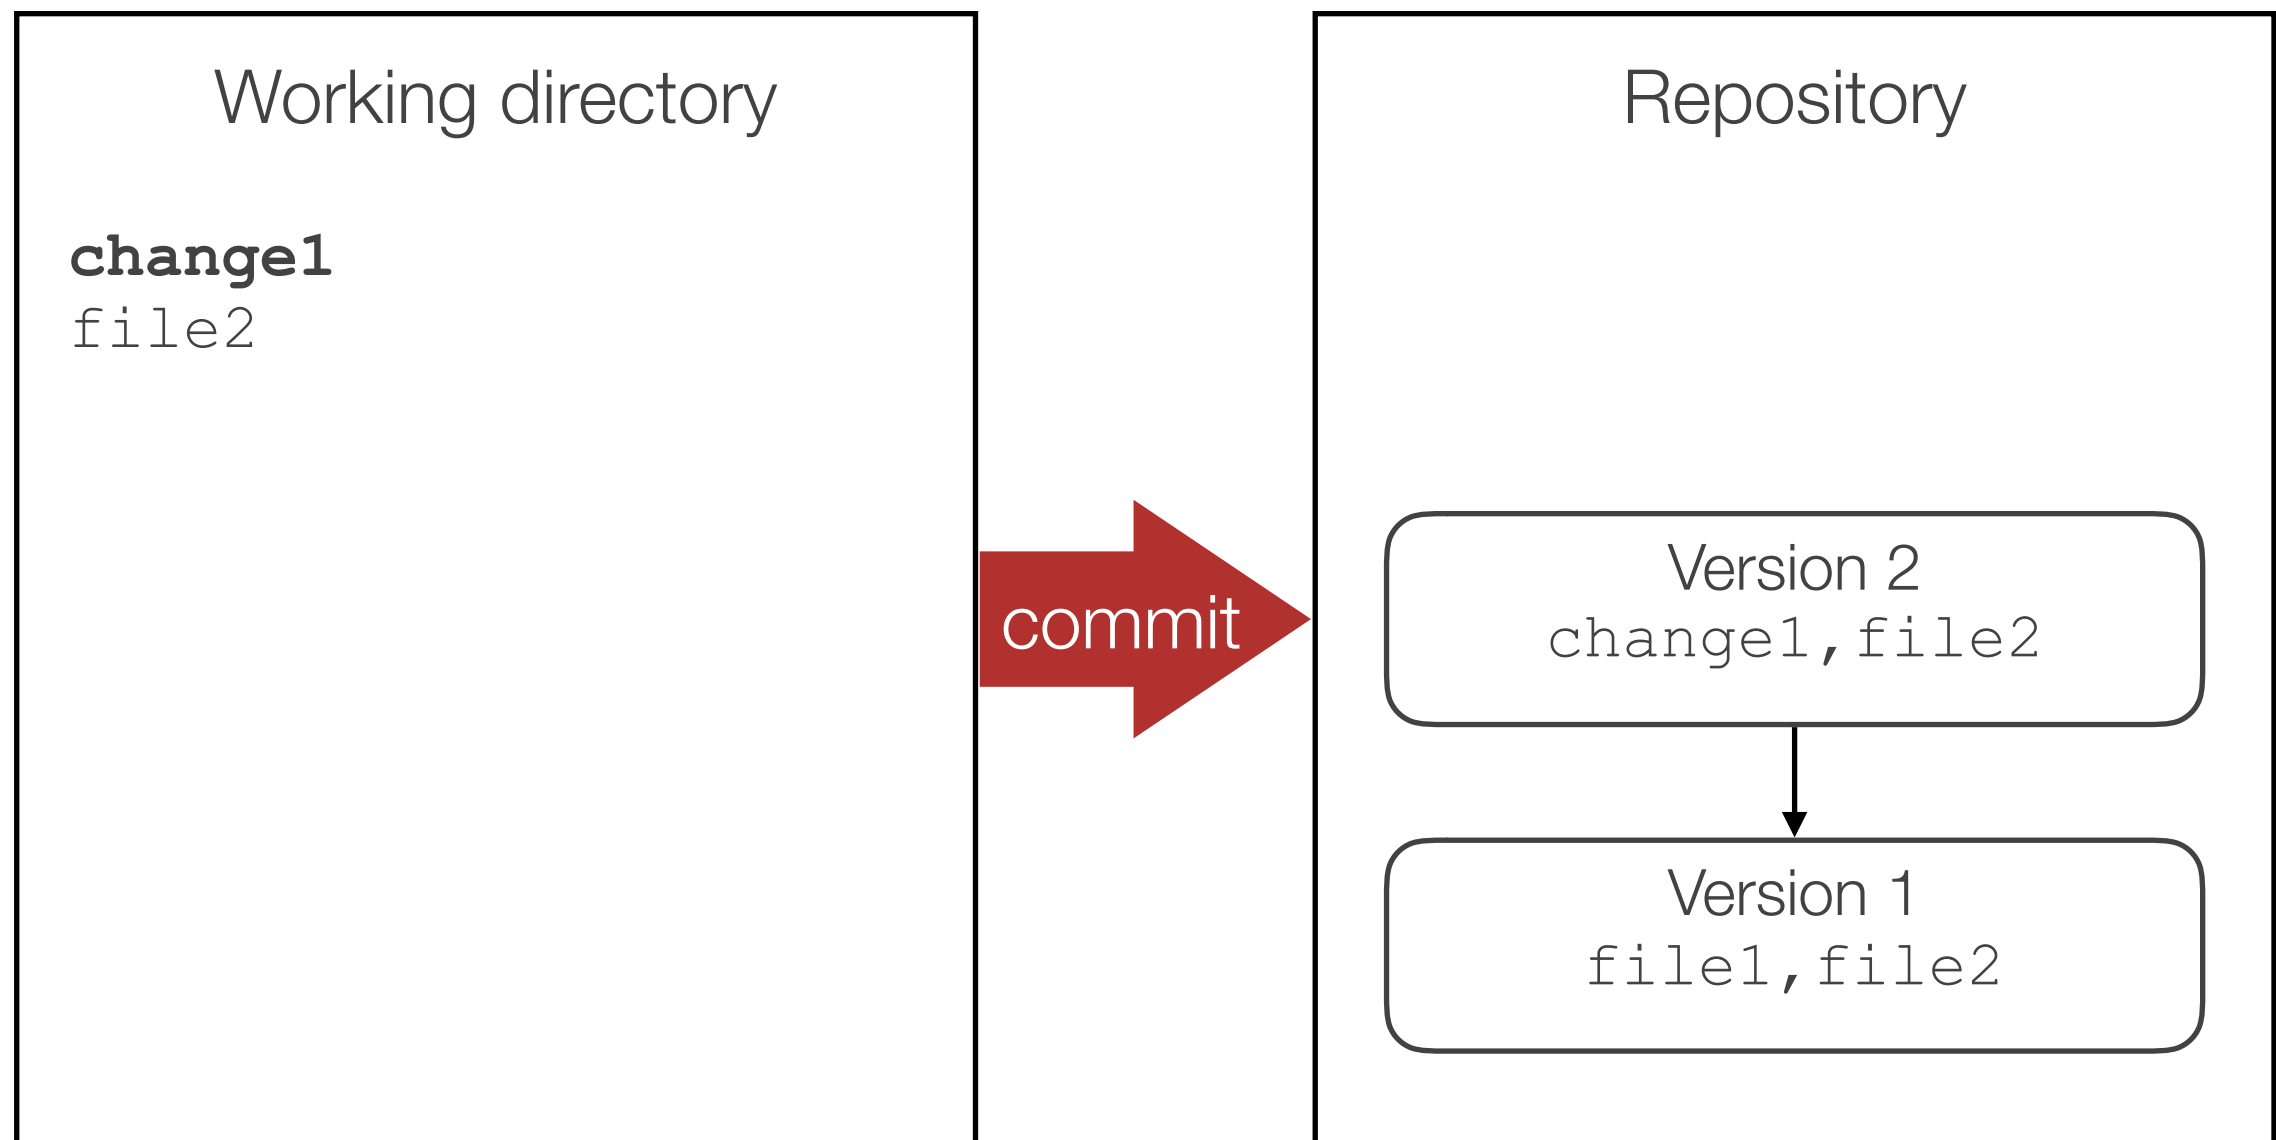 Working directory
change1
file2
commit
Repository
Version 2
change1,file2
Version 1
file1,file2